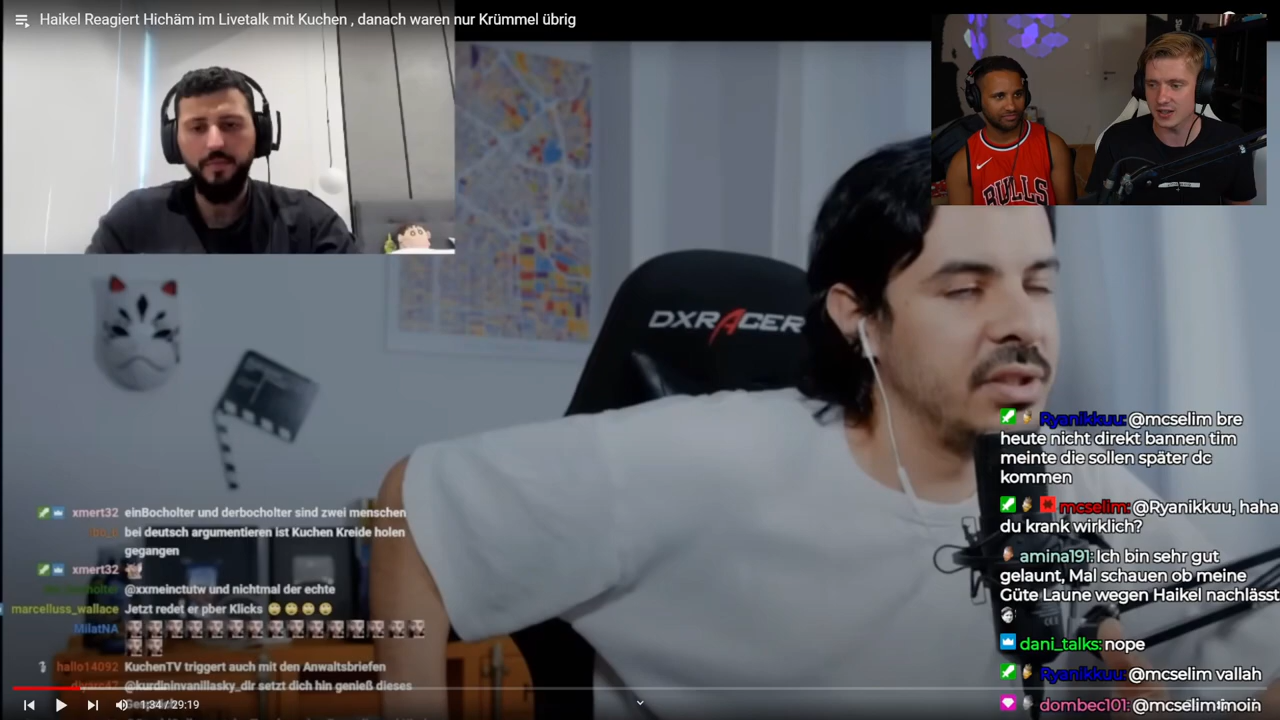 Haikel Reagiert Hichäm im Livetalk mit Kuchen , danach waren nur Krümmel übrig
BULLS
DXRACER
Ryanikkuu: @mcselim bre
heute nicht direkt bannen tim
meinte die sollen später dc
kommen
mcselim: @Ryanikkuu, haha
du krank wirklich?
amina191: Ich bin sehr gut
gelaunt, Mal schauen ob meine
Güte Laune wegen Haikel nachlässt
dani_talks: nope
Ryanikkuu: @mcselim vallah
dombec101: @mcselim moin
xmert32 einBocholter und derbocholter sind zwei menschen
bei deutsch argumentieren ist Kuchen Kreide holen
gegangen
xmert32
@xxmeinctutw und nichtmal der echte
marcelluss_wallace Jetzt redet er pber Klicks
MilatNA
hallo14092 KuchenTV triggert auch mit den Anwaltsbriefen
@kurdininvanillasky_dlr setzt dich hin genieß dieses
1:34 / 29:19